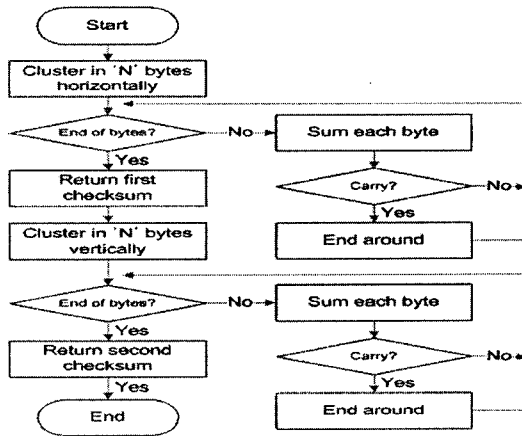 Start
Cluster in 'N' bytes
horizontally
End of bytes?
No
Sum each byte
Yes
Carry?
No
Return first
checksum
Yes
Cluster in 'N' bytes
vertically
End around
End of bytes?
No
Sum each byte
Yes
Return second
checksum
Carry?
No
Yes
Yes
End
End around